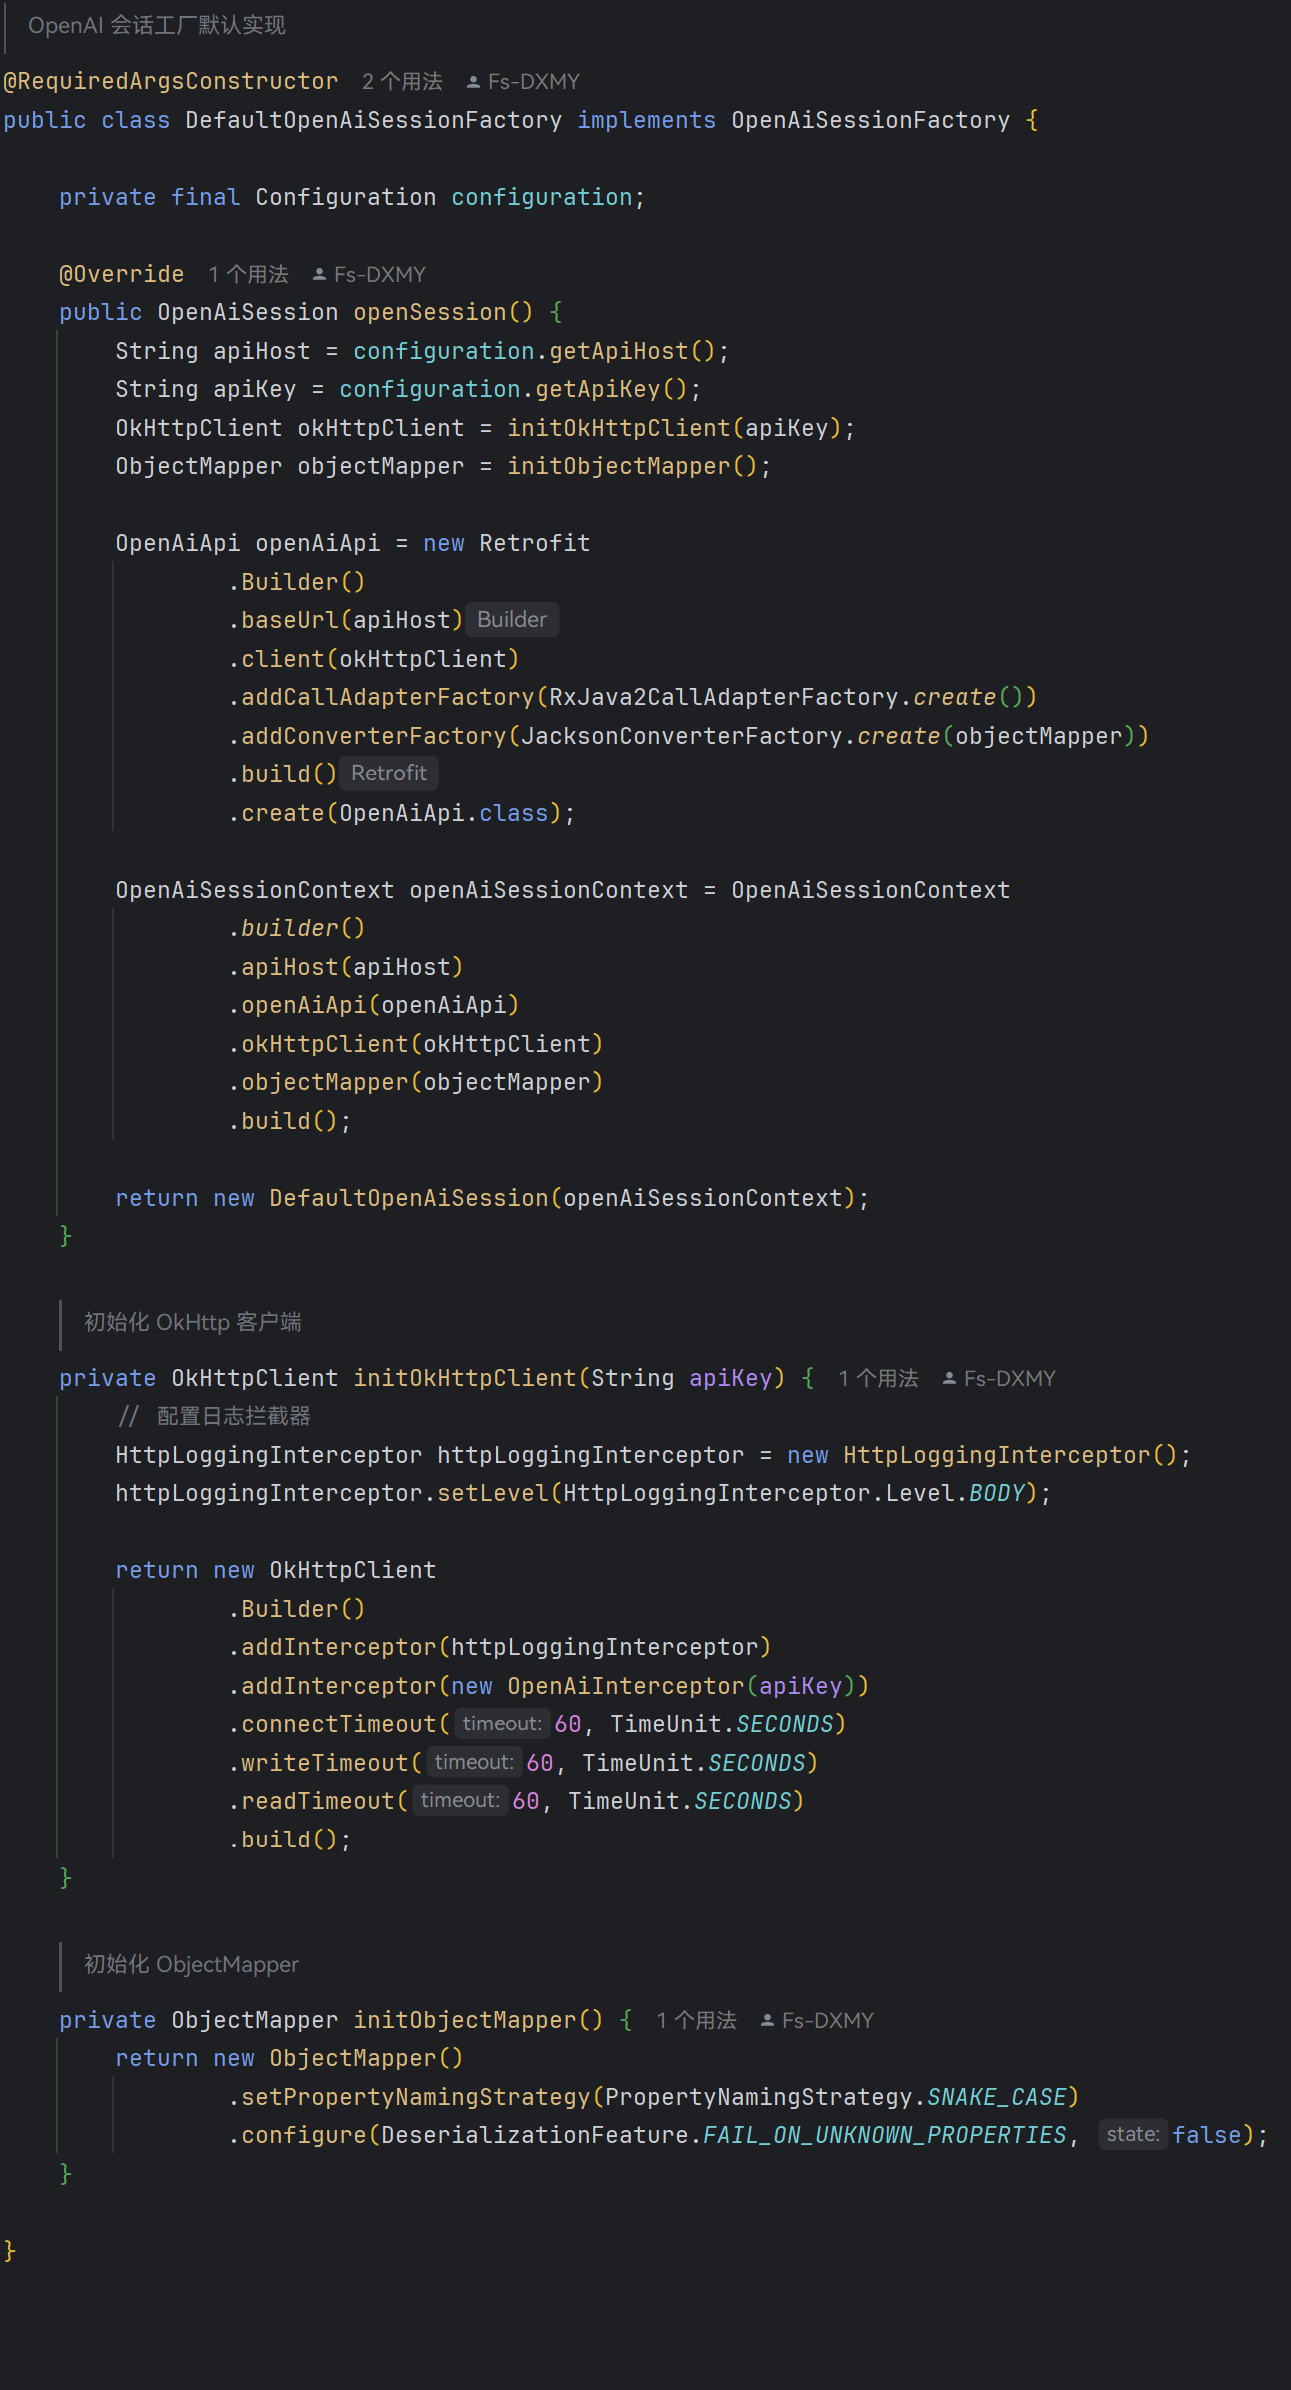 OpenAI 会话工厂默认实现
@RequiredArgsConstructor 2 个用法 Fs-DXMY
public class DefaultOpenAiSessionFactory implements OpenAiSessionFactory {
private final Configuration configuration;
@Override 1 个用法 Fs-DXMY
public OpenAiSession openSession() {
String apiHost = configuration.getApiHost();
String apiKey = configuration.getApiKey();
OkHttpClient okHttpClient = initOkHttpClient(apiKey);
ObjectMapper objectMapper = initObjectMapper();
OpenAiApi openAiApi = new Retrofit
.Builder()
.baseUrl(apiHost) Builder
.client(okHttpClient)
.addCallAdapterFactory(RxJava2CallAdapterFactory.create())
.addConverterFactory(JacksonConverterFactory.create(objectMapper))
.build() Retrofit
.create(OpenAiApi.class);
OpenAiSessionContext openAiSessionContext = OpenAiSessionContext
.builder()
.apiHost(apiHost)
.openAiApi(openAiApi)
.okHttpClient(okHttpClient)
.objectMapper(objectMapper)
.build();
return new DefaultOpenAiSession(openAiSessionContext);
}
初始化 OkHttp 客户端
private OkHttpClient initOkHttpClient(String apiKey) { 1 个用法 Fs-DXMY
// 配置日志拦截器
HttpLoggingInterceptor httpLoggingInterceptor = new HttpLoggingInterceptor();
httpLoggingInterceptor.setLevel(HttpLoggingInterceptor.Level.BODY);
return new OkHttpClient
.Builder()
.addInterceptor(httpLoggingInterceptor)
.addInterceptor(new OpenAiInterceptor(apiKey))
.connectTimeout( timeout: 60, TimeUnit.SECONDS)
.writeTimeout( timeout: 60, TimeUnit.SECONDS)
.readTimeout( timeout: 60, TimeUnit.SECONDS)
.build();
}
初始化 ObjectMapper
private ObjectMapper initObjectMapper() { 1 个用法 Fs-DXMY
return new ObjectMapper()
.setPropertyNamingStrategy(PropertyNamingStrategy.SNAKE_CASE)
.configure(DeserializationFeature.FAIL_ON_UNKNOWN_PROPERTIES, state: false);
}
}